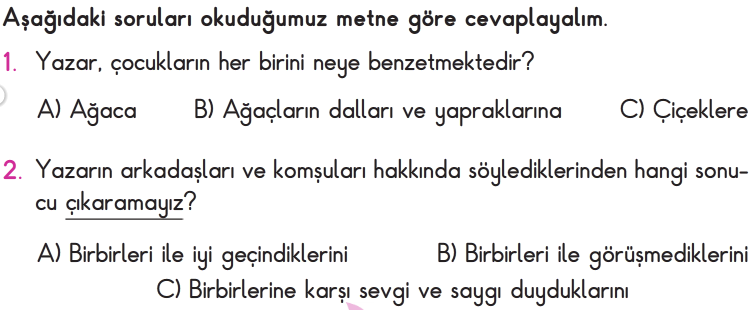 Aşağıdaki soruları okuduğumuz metne göre cevaplayalım.
1. Yazar, çocukların her birini neye benzetmektedir?
A) Ağaca B) Ağaçların dalları ve yapraklarına C) Çiçeklere
2. Yazarın arkadaşları ve komşuları hakkında söylediklerinden hangi sonu-
cu çıkaramayız?
A) Birbirleri ile iyi geçindiklerini B) Birbirleri ile görüşmediklerini
C) Birbirlerine karşı sevgi ve saygı duyduklarını